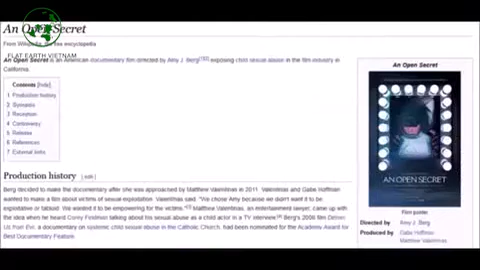 An Open Secret
From Wikipedia, the free encyclopedia
FLAT EARTH VIETNAM
An Open Secret is an American documentary film directed by Amy J. Berg exposing child sexual abuse in the film industry in
California.
Contents [hide]
1 Production history
2 Synopsis
3 Reception
4 Controversy
5 Release
6 References
7 External links
Production history [edit]
Berg decided to make the documentary after she was approached by Matthew Valentinas in 2011. Valentinas and Gabe Hoffman
wanted to make a film about victims of sexual exploitation. Valentinas said: "We chose Amy because we didn't want it to be
exploitative or tabloid. We wanted it to be empowering for the victims." Matthew Valentinas, an entertainment lawyer, came up with
the idea when he heard Corey Feldman talking about his sexual abuse as a child actor in a TV interview. Berg's 2006 film Deliver
Us from Evil, a documentary on systemic child sexual abuse in the Catholic Church, had been nominated for the Academy Award for
Best Documentary Feature.
An Open Secret
AN OPEN SECRET
Film poster
Directed by Amy J. Berg
Produced by Gabe Hoffman
Matthew Valentinas